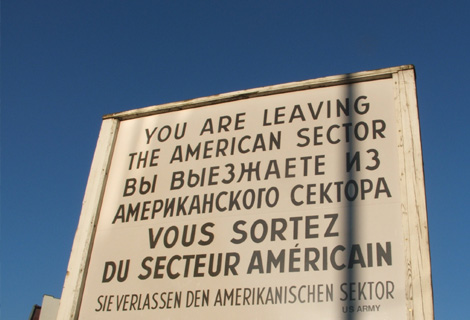 YOU ARE LEAVING
THE AMERICAN SECTOR
ВЫ ВЫЕЗЖАЕТЕ ИЗ
АМЕРИКАНСКОГО СЕКТОРА
VOUS SORTEZ
DU SECTEUR AMÉRICAIN
SIE VERLASSEN DEN AMERIKANISCHEN SEKTOR
US ARMY